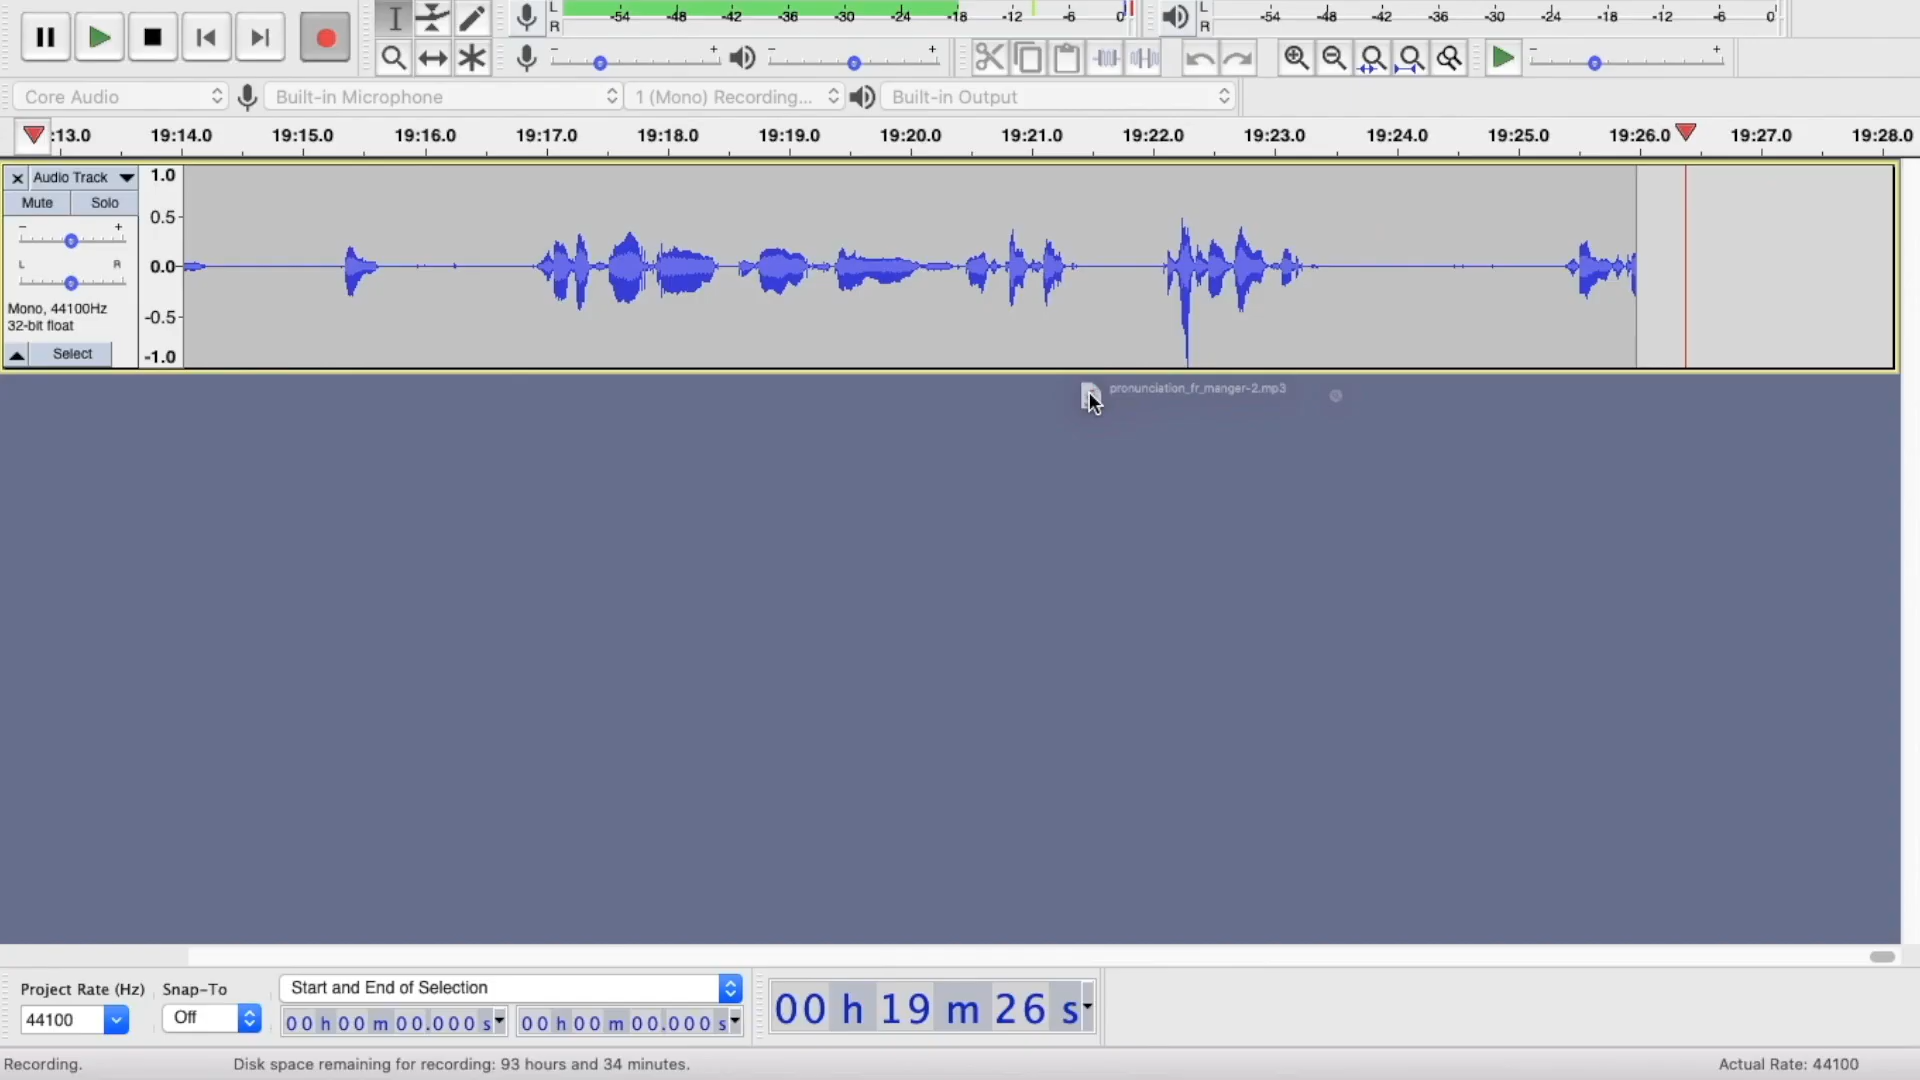 L
R
-54 -48 -42 -36 -30 -24 -18 -12 -6 0
L
R
-54 -48 -42 -36 -30 -24 -18 -12 -6 0
- + - + - +
Core Audio Built-in Microphone 1 (Mono) Recording... Built-in Output
:13.0 19:14.0 19:15.0 19:16.0 19:17.0 19:18.0 19:19.0 19:20.0 19:21.0 19:22.0 19:23.0 19:24.0 19:25.0 19:26.0 19:27.0 19:28.0
Audio Track
Mute Solo
- +
L R
Mono, 44100Hz
32-bit float
Select
1.0
0.5
0.0
-0.5
-1.0
pronunciation_fr_manger-2.mp3
Project Rate (Hz) Snap-To Start and End of Selection
44100 Off 00 h 00 m 00.000 s 00 h 00 m 00.000 s
00 h 19 m 26 s
Recording. Disk space remaining for recording: 93 hours and 34 minutes. Actual Rate: 44100